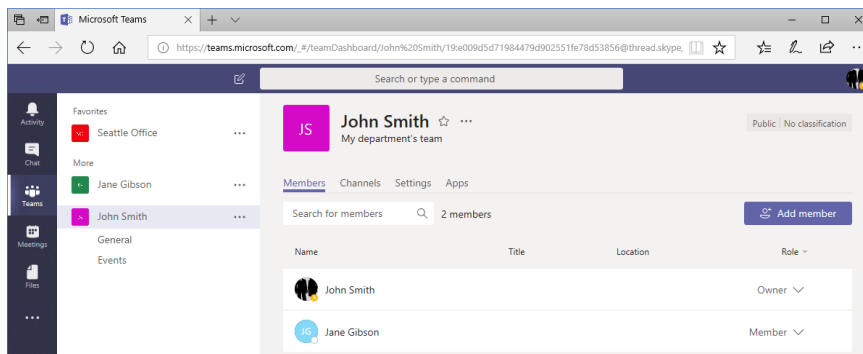 Microsoft Teams
https://teams.microsoft.com/_#/teamDashboard/John%20Smith/19:e009d5d71984479d902551fe78d53856@thread.skype,
Search or type a command
Activity
Chat
Teams
Meetings
Files
Favorites
Seattle Office
More
Jane Gibson
John Smith
General
Events
JS
John Smith
My department's team
Public No classification
Members Channels Settings Apps
Search for members 2 members Add member
Name Title Location Role
John Smith Owner
JG Jane Gibson Member